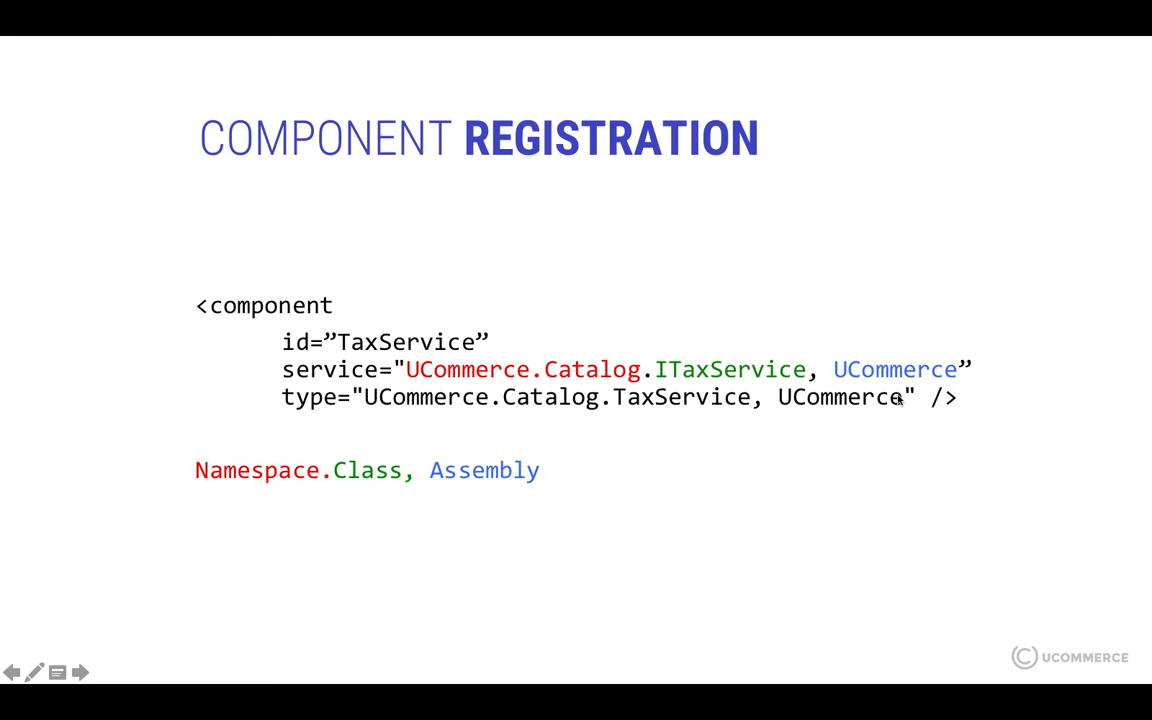 COMPONENT REGISTRATION
<component
id=”TaxService”
service="UCommerce.Catalog.ITaxService, UCommerce”
type="UCommerce.Catalog.TaxService, UCommerce" />
Namespace.Class, Assembly
UCOMMERCE